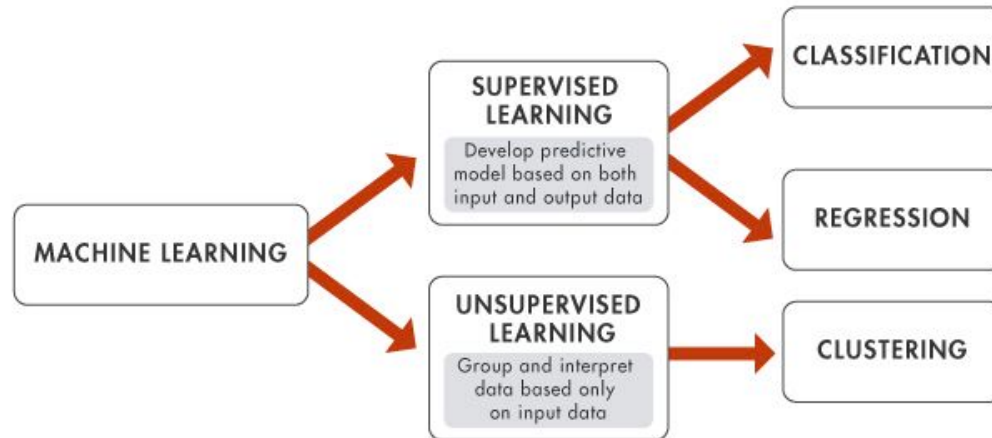 MACHINE LEARNING
SUPERVISED
LEARNING
Develop predictive
model based on both
input and output data
UNSUPERVISED
LEARNING
Group and interpret
data based only
on input data
CLASSIFICATION
REGRESSION
CLUSTERING